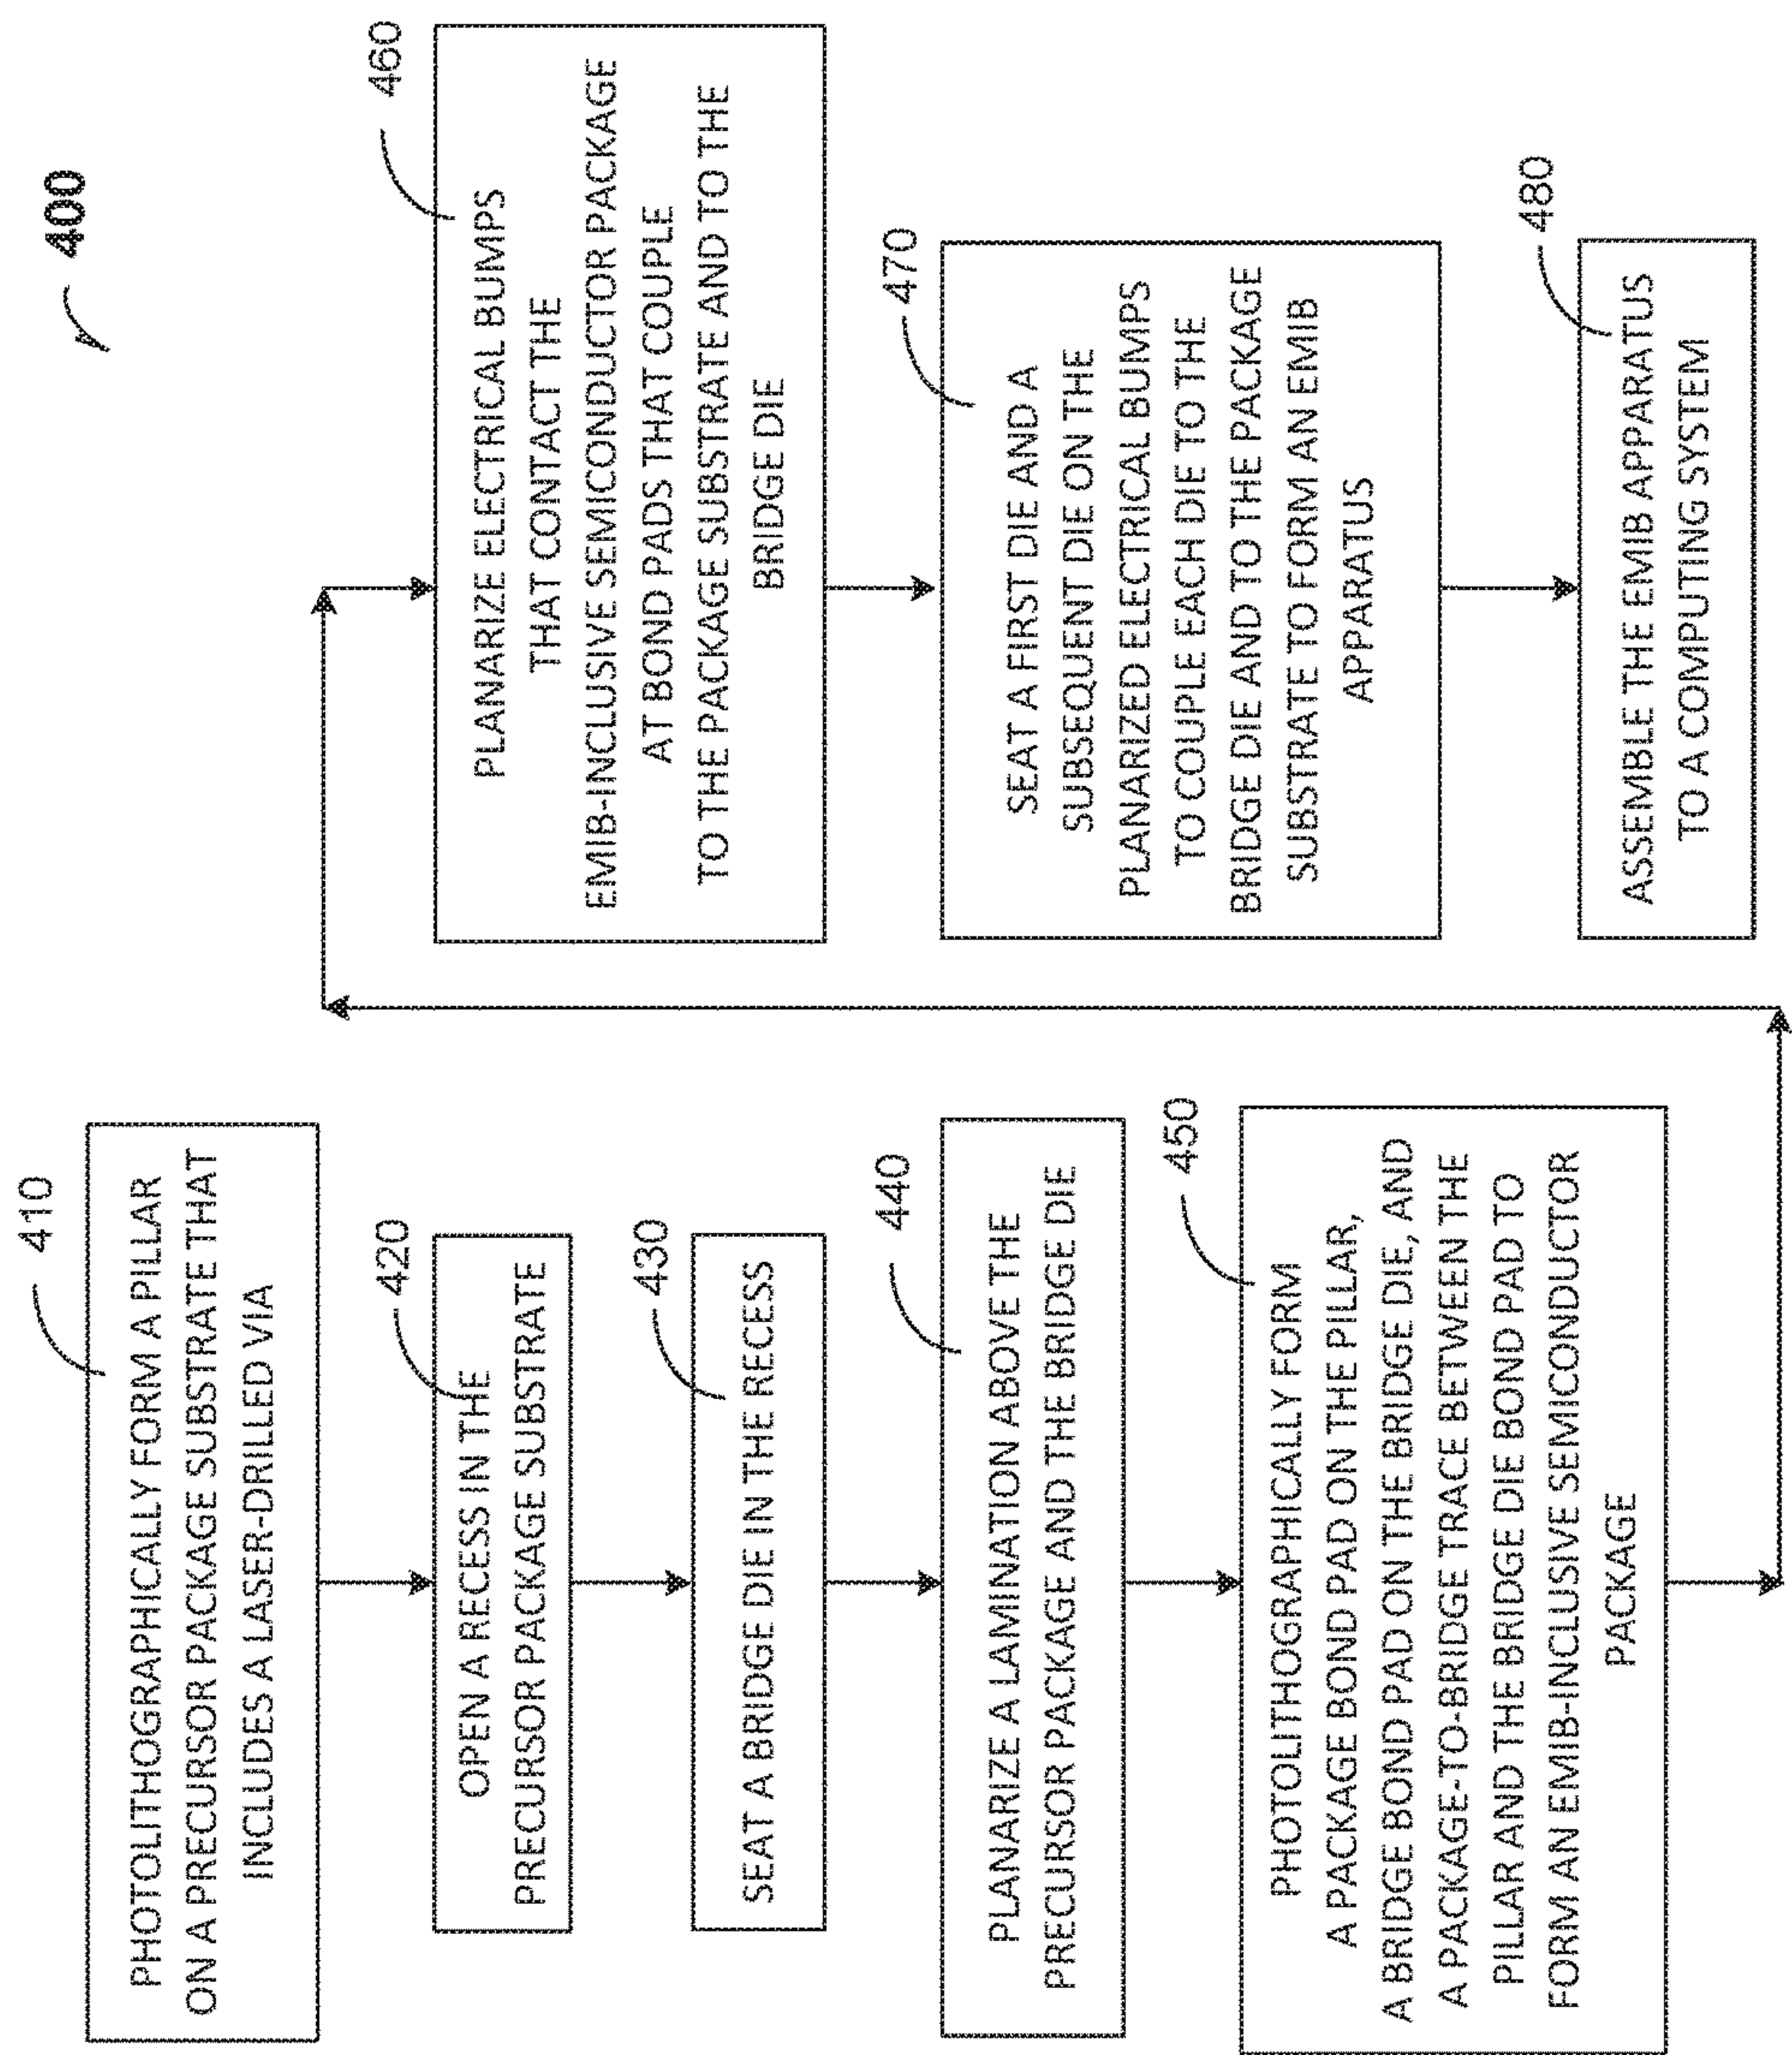 400
410
PHOTOLITHOGRAPHICALLY FORM A PILLAR
ON A PRECURSOR PACKAGE SUBSTRATE THAT
INCLUDES A LASER-DRILLED VIA
420
OPEN A RECESS IN THE
PRECURSOR PACKAGE SUBSTRATE
430
SEAT A BRIDGE DIE IN THE RECESS
440
PLANARIZE A LAMINATION ABOVE THE
PRECURSOR PACKAGE AND THE BRIDGE DIE
450
PHOTOLITHOGRAPHICALLY FORM
A PACKAGE BOND PAD ON THE PILLAR,
A BRIDGE BOND PAD ON THE BRIDGE DIE, AND
A PACKAGE-TO-BRIDGE TRACE BETWEEN THE
PILLAR AND THE BRIDGE DIE BOND PAD TO
FORM AN EMIB-INCLUSIVE SEMICONDUCTOR
PACKAGE
460
PLANARIZE ELECTRICAL BUMPS
THAT CONTACT THE
EMIB-INCLUSIVE SEMICONDUCTOR PACKAGE
AT BOND PADS THAT COUPLE
TO THE PACKAGE SUBSTRATE AND TO THE
BRIDGE DIE
470
SEAT A FIRST DIE AND A
SUBSEQUENT DIE ON THE
PLANARIZED ELECTRICAL BUMPS
TO COUPLE EACH DIE TO THE
BRIDGE DIE AND TO THE PACKAGE
SUBSTRATE TO FORM AN EMIB
APPARATUS
480
ASSEMBLE THE EMIB APPARATUS
TO A COMPUTING SYSTEM